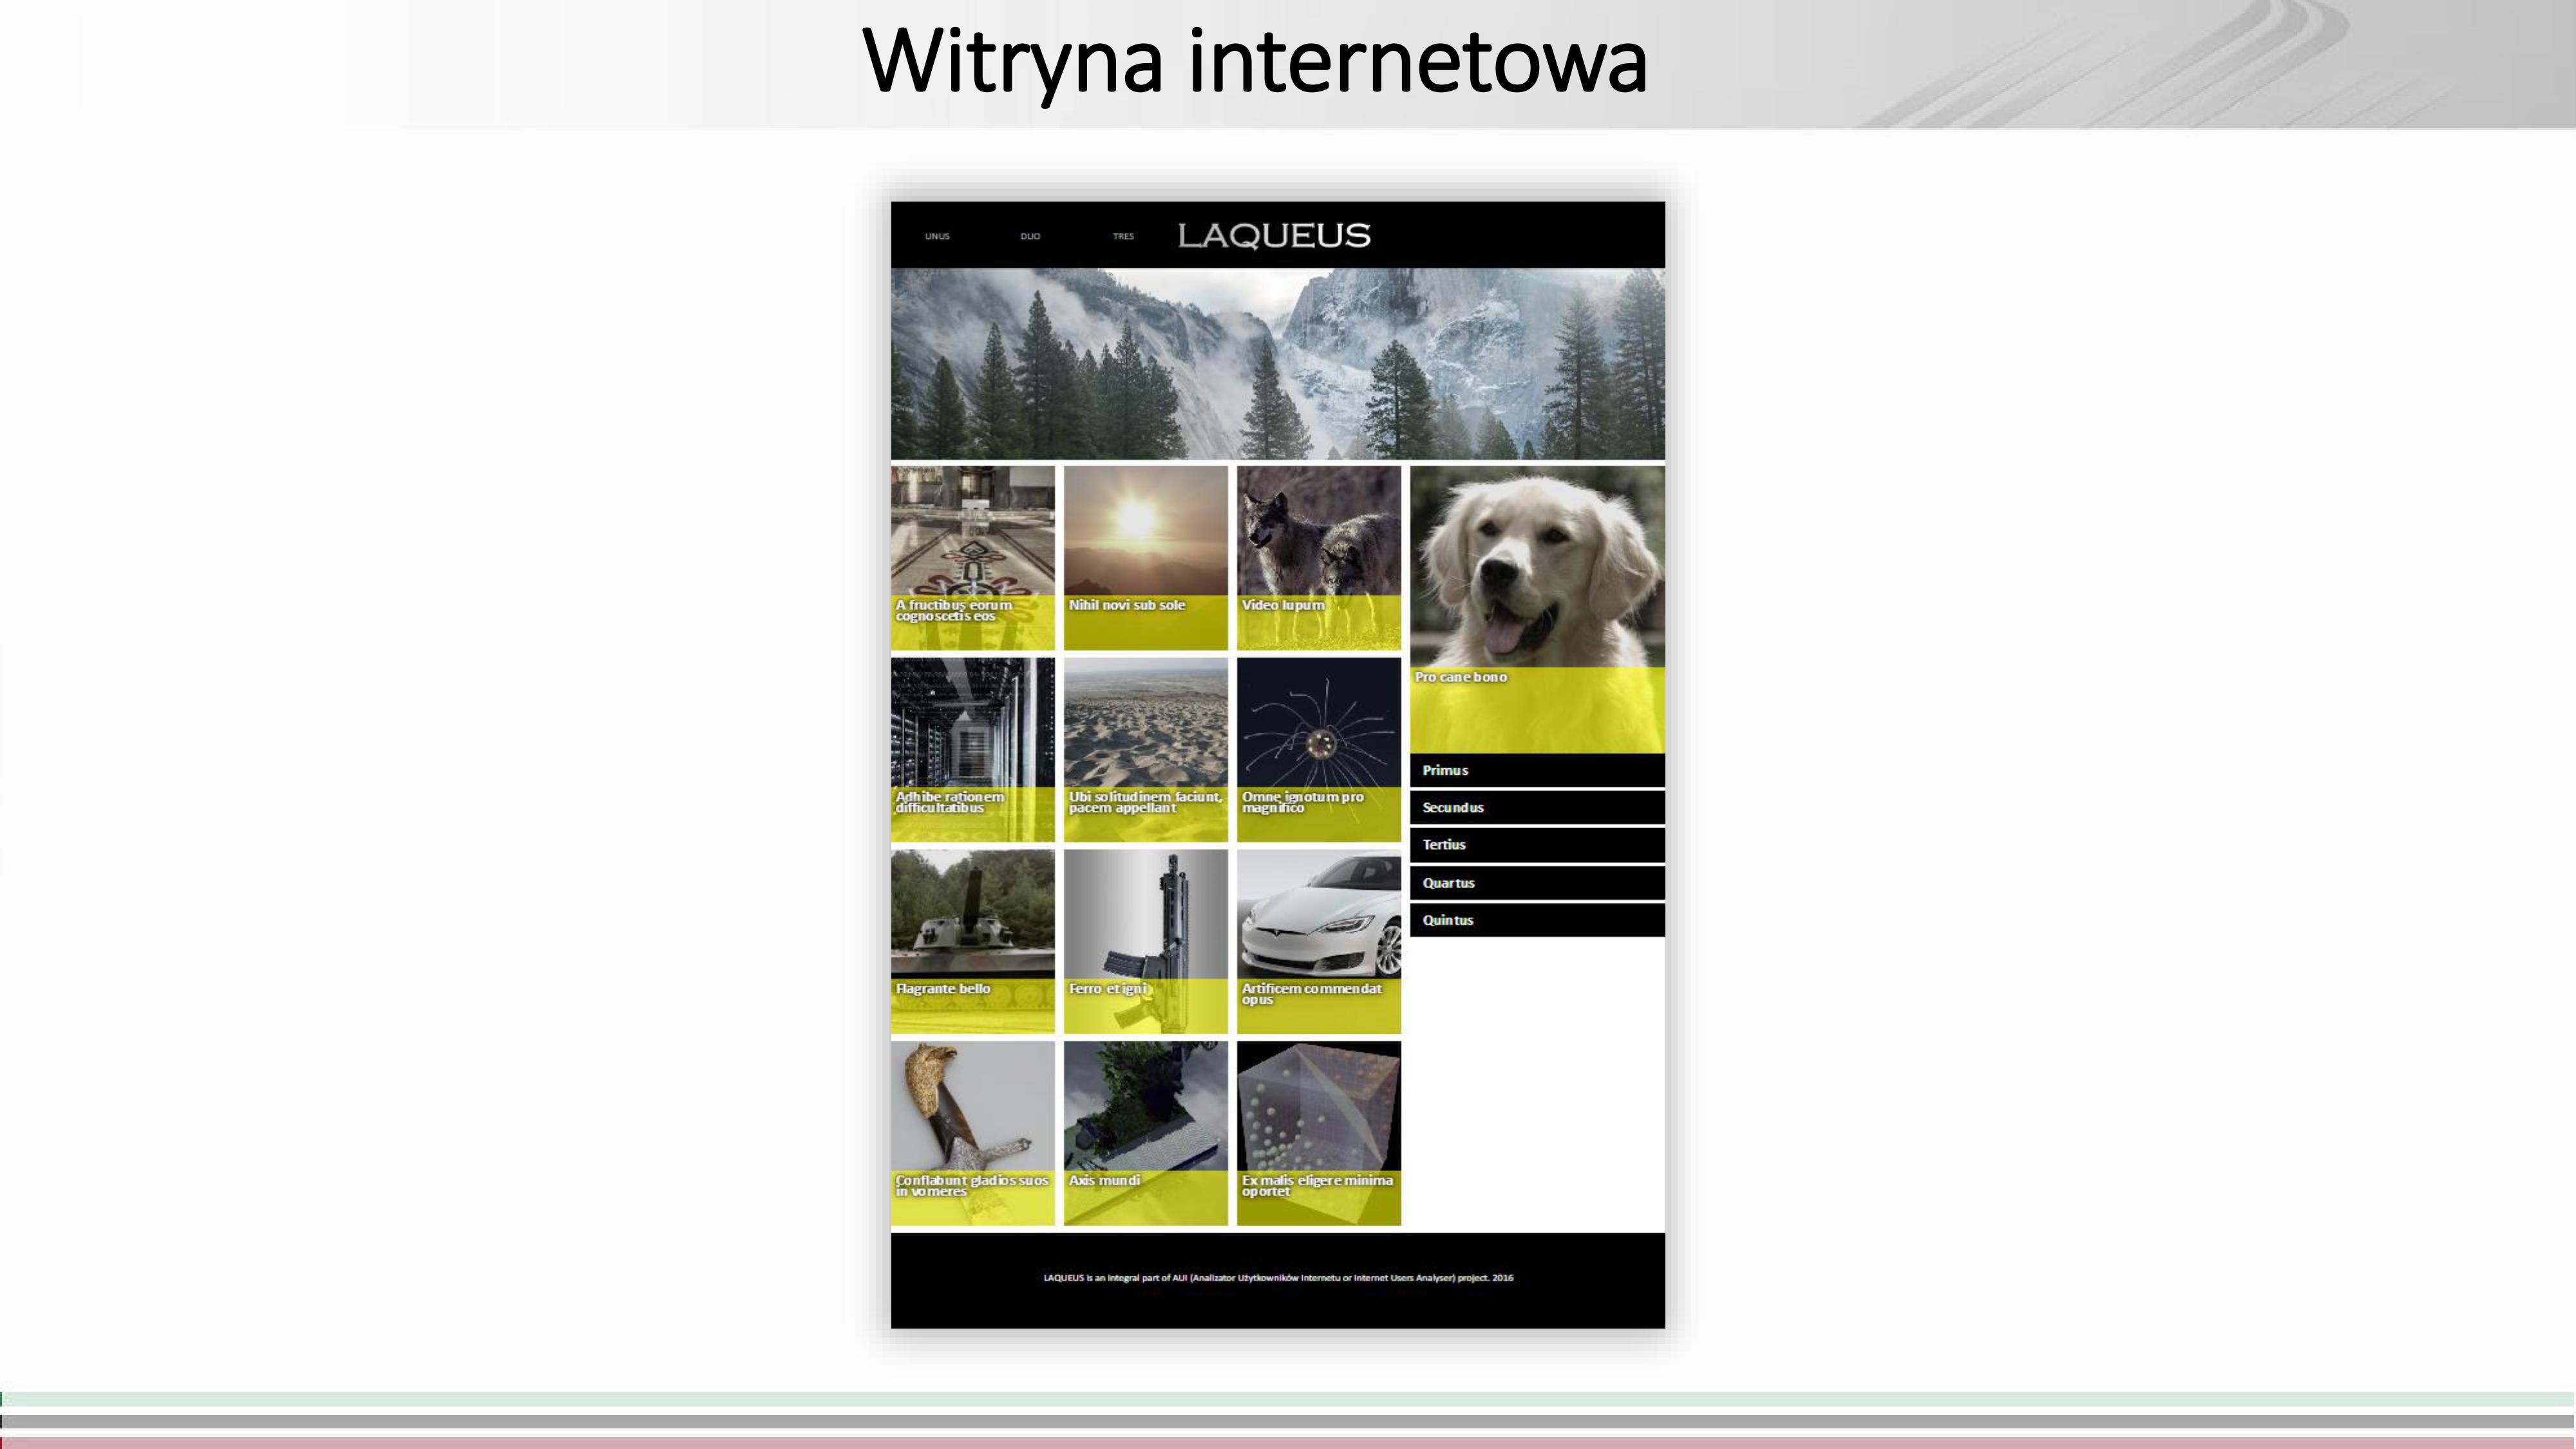 Witryna internetowa
UNUS DUO TRES LAQUEUS
A fructibus eorum
cognoscetis eos
Nihil novi sub sole
Video lupum
Pro cane bono
Adhibe rationem
difficultatibus
Ubi solitudinem faciunt,
pacem appellant
Omne ignotum pro
magnifico
Primus
Secundus
Tertius
Quartus
Quintus
Flagrante bello
Ferro et igni
Artificem commendat
opus
Conflabunt gladios suos
in vomeres
Axis mundi
Ex malis eligere minima
oportet
LAQUEUS is an integral part of AUI (Analizator Użytkowników Internetu or Internet Users Analyser) project. 2016